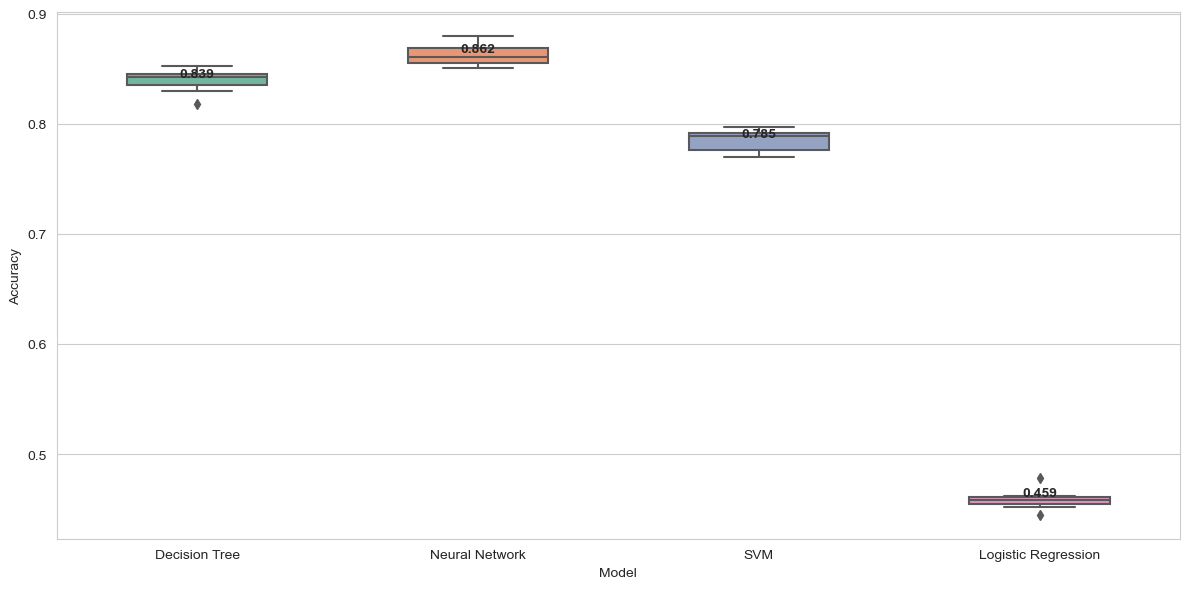 0.9
0.8
0.7
0.6
0.5
Accuracy
0.839
0.862
0.785
0.459
Decision Tree
Neural Network
SVM
Logistic Regression
Model